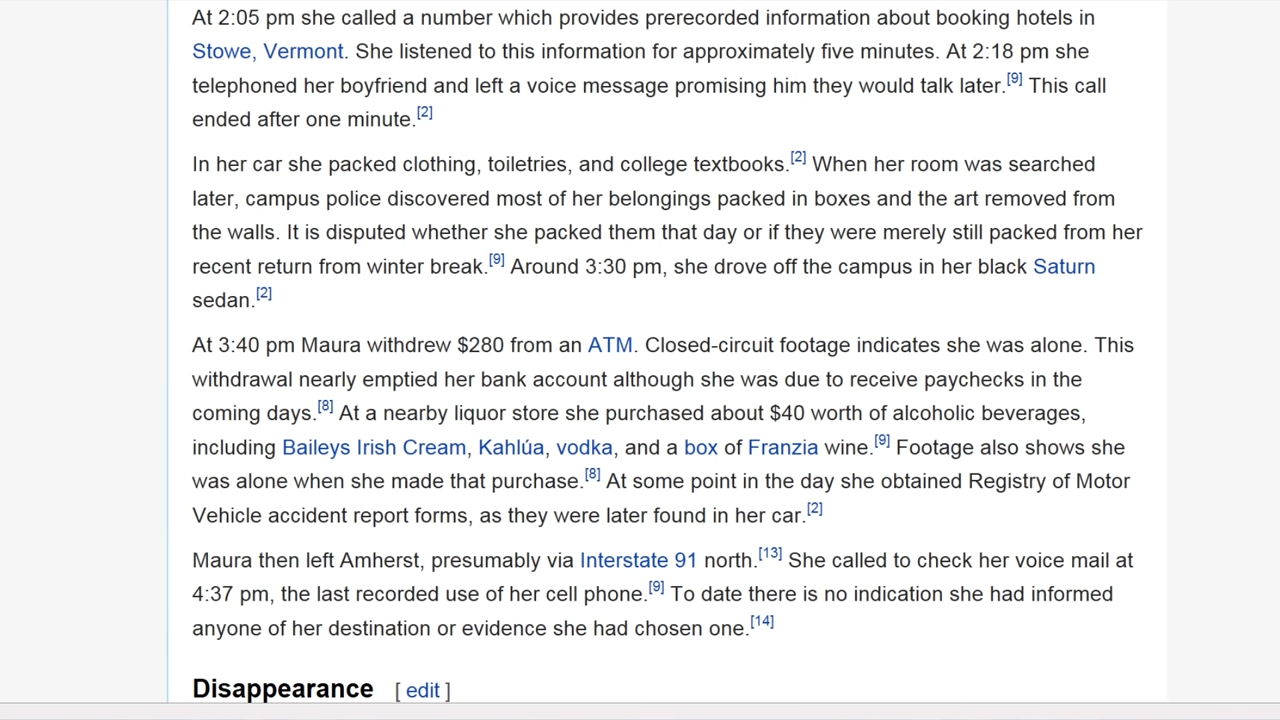 At 2:05 pm she called a number which provides prerecorded information about booking hotels in
Stowe, Vermont. She listened to this information for approximately five minutes. At 2:18 pm she
telephoned her boyfriend and left a voice message promising him they would talk later.[9] This call
ended after one minute.[2]
In her car she packed clothing, toiletries, and college textbooks.[2] When her room was searched
later, campus police discovered most of her belongings packed in boxes and the art removed from
the walls. It is disputed whether she packed them that day or if they were merely still packed from her
recent return from winter break.[9] Around 3:30 pm, she drove off the campus in her black Saturn
sedan.[2]
At 3:40 pm Maura withdrew $280 from an ATM. Closed-circuit footage indicates she was alone. This
withdrawal nearly emptied her bank account although she was due to receive paychecks in the
coming days.[8] At a nearby liquor store she purchased about $40 worth of alcoholic beverages,
including Baileys Irish Cream, Kahlúa, vodka, and a box of Franzia wine.[9] Footage also shows she
was alone when she made that purchase.[8] At some point in the day she obtained Registry of Motor
Vehicle accident report forms, as they were later found in her car.[2]
Maura then left Amherst, presumably via Interstate 91 north.[13] She called to check her voice mail at
4:37 pm, the last recorded use of her cell phone.[9] To date there is no indication she had informed
anyone of her destination or evidence she had chosen one.[14]
Disappearance [ edit ]